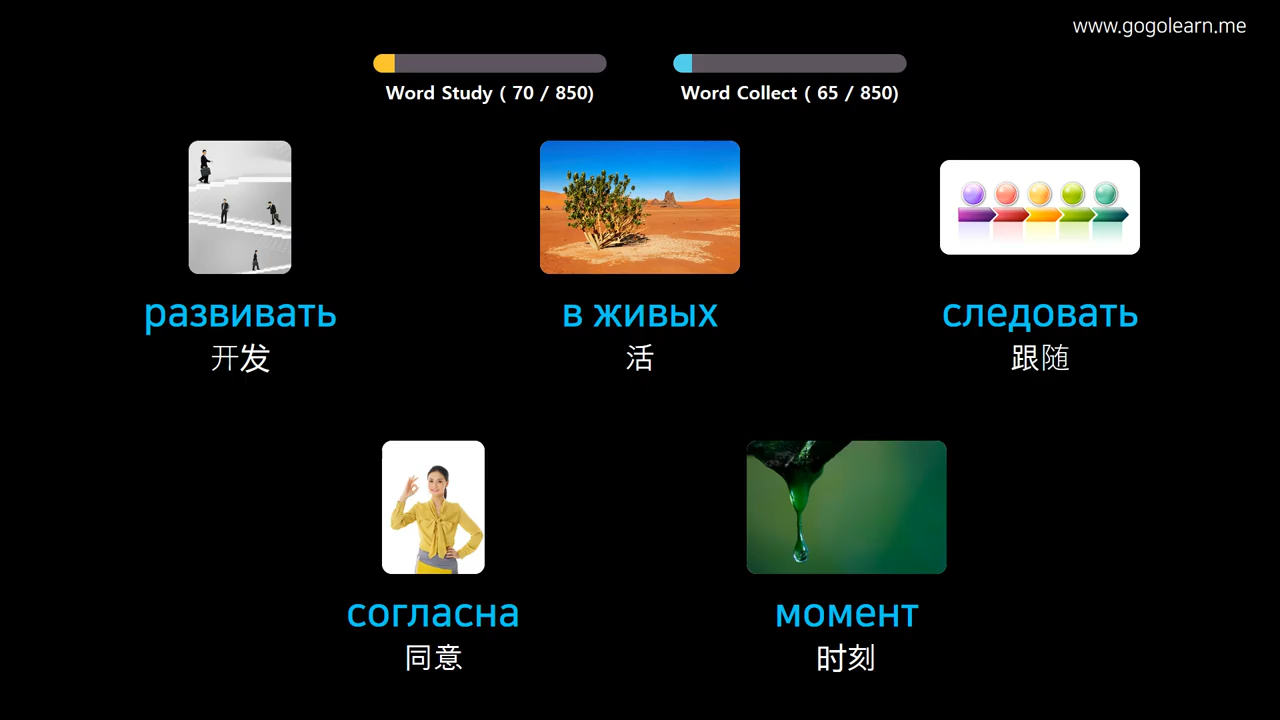 www.gogolearn.me
Word Study ( 70 / 850)
Word Collect ( 65 / 850)
развивать
开发
в живых
活
следовать
跟随
согласна
同意
момент
时刻